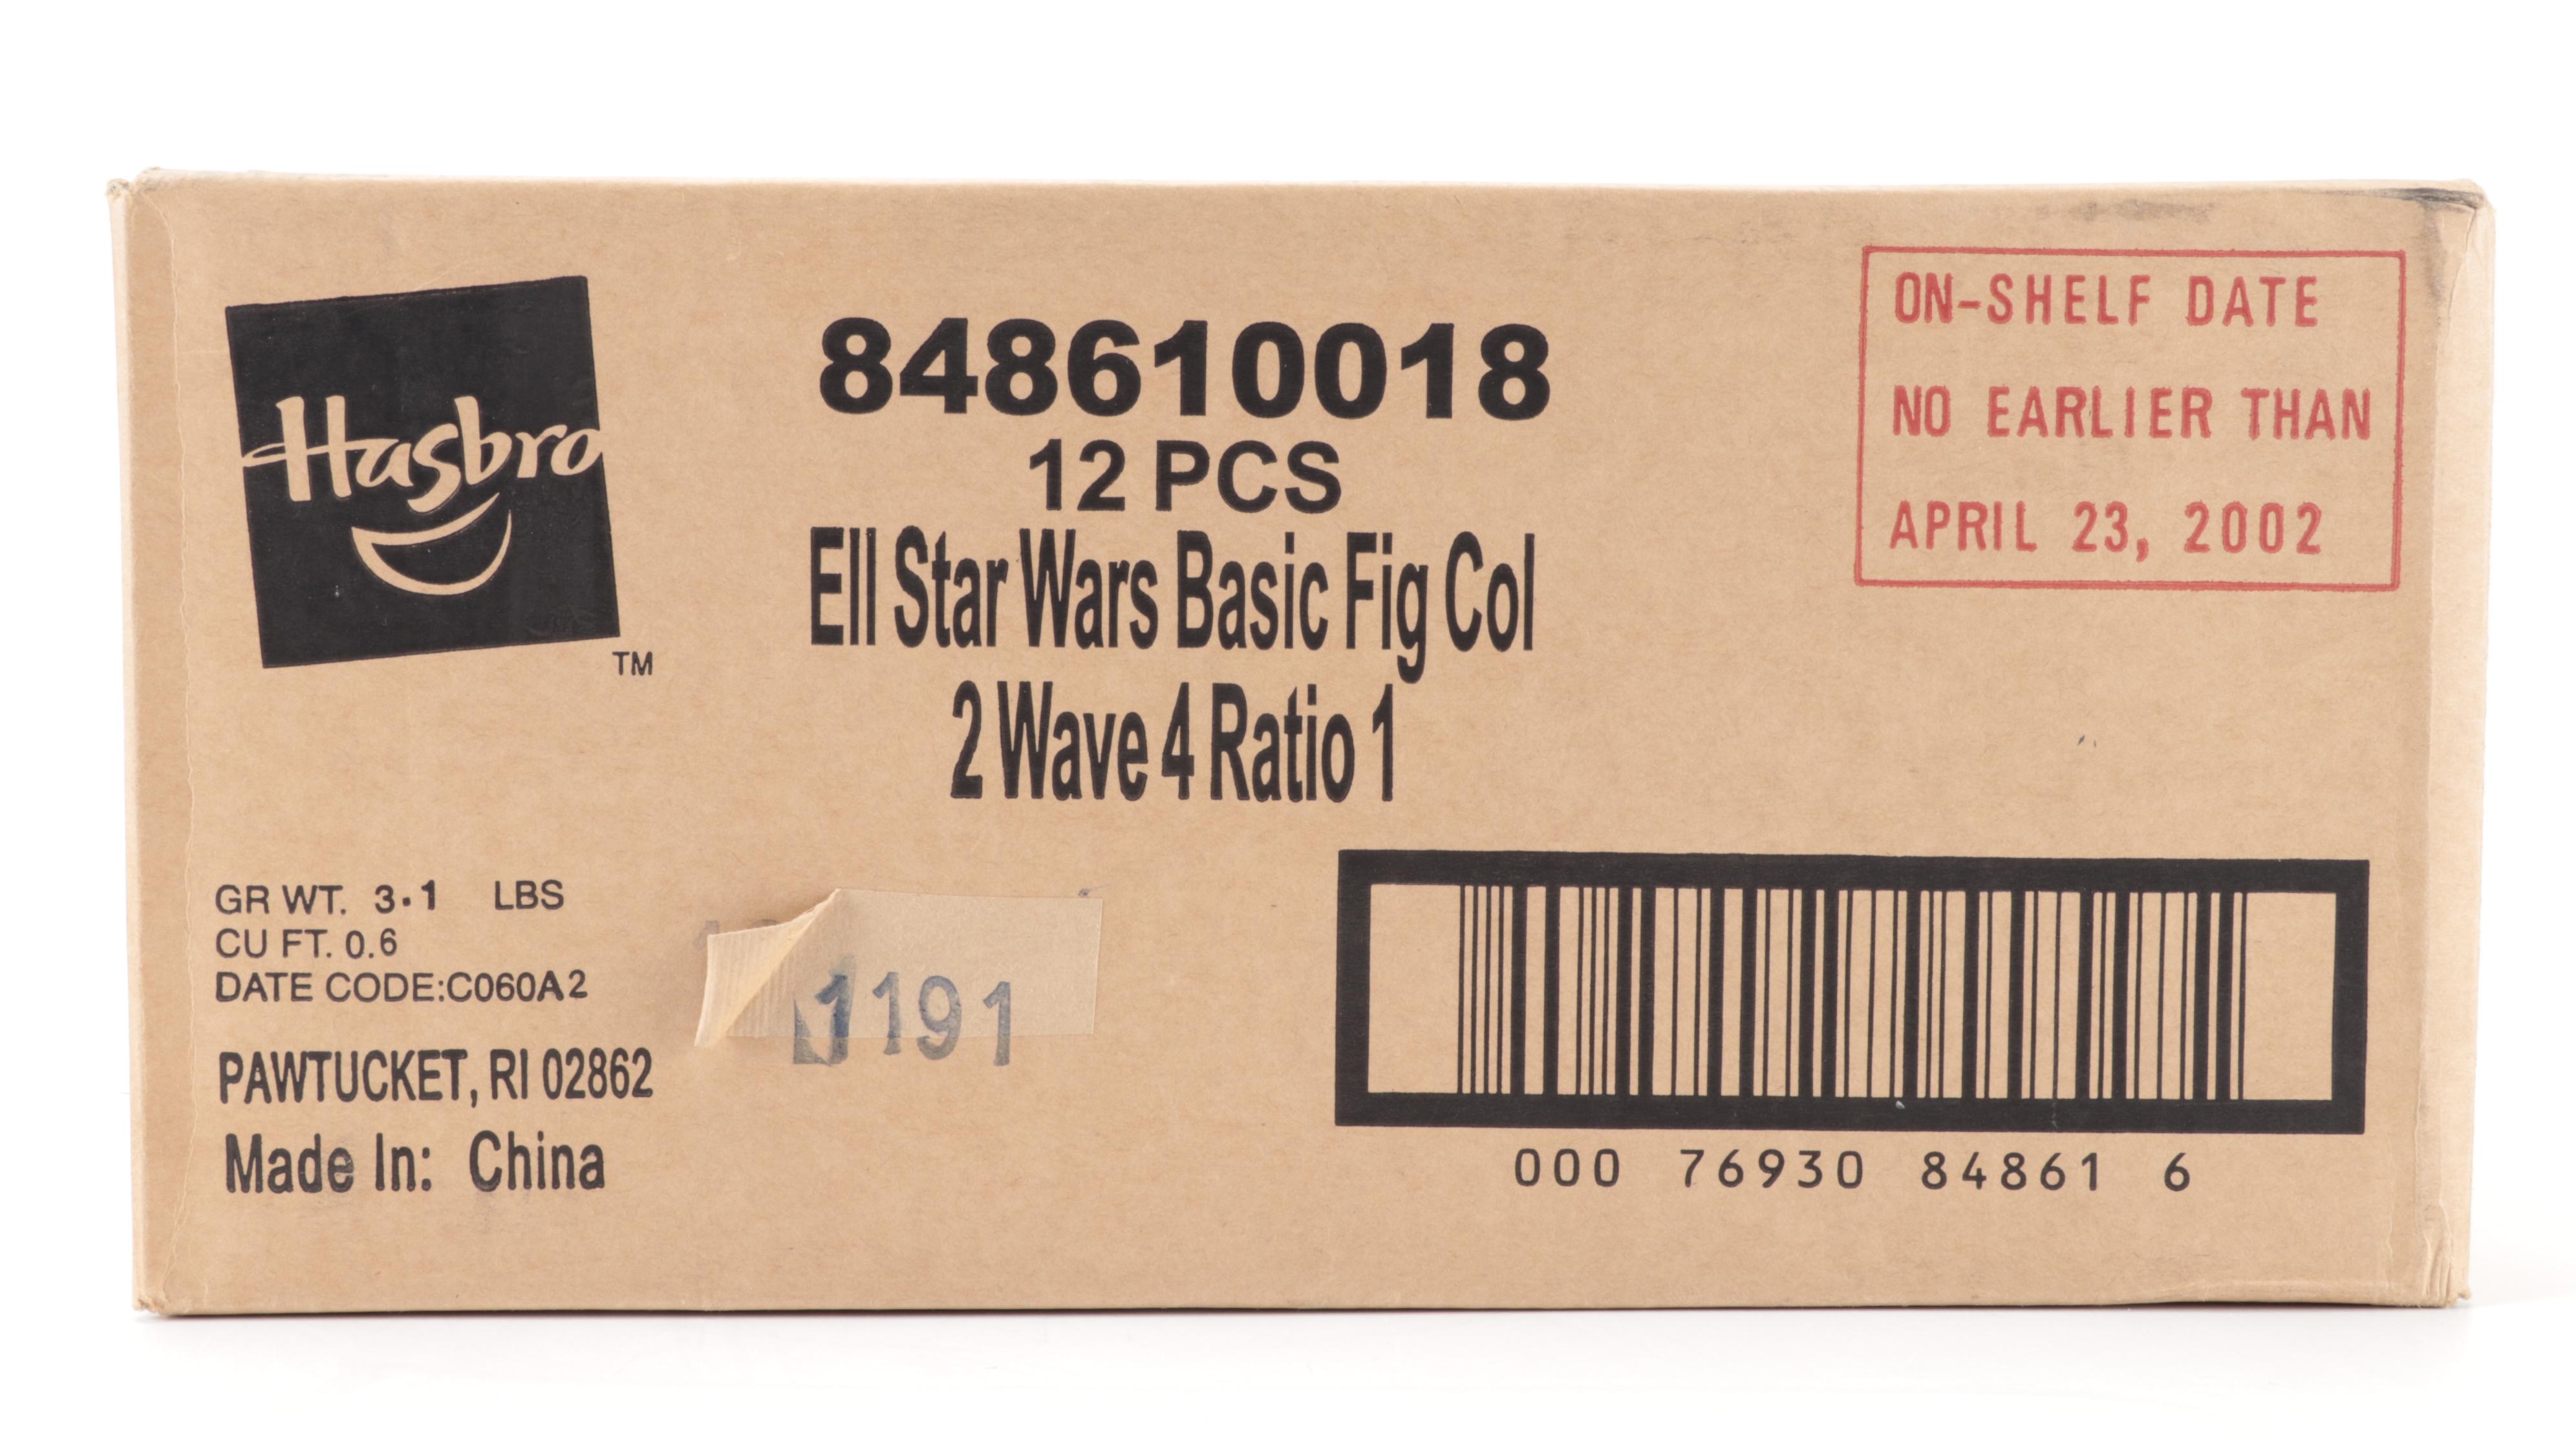 Hasbro
TM
848610018
12 PCS
EII Star Wars Basic Fig Col
2 Wave 4 Ratio 1
ON-SHELF DATE
NO EARLIER THAN
APRIL 23, 2002
GR WT. 3.1 LBS
CU FT. 0.6
DATE CODE:C060A2
PAWTUCKET, RI 02862
Made In: China
1191
000 76930 84861 6